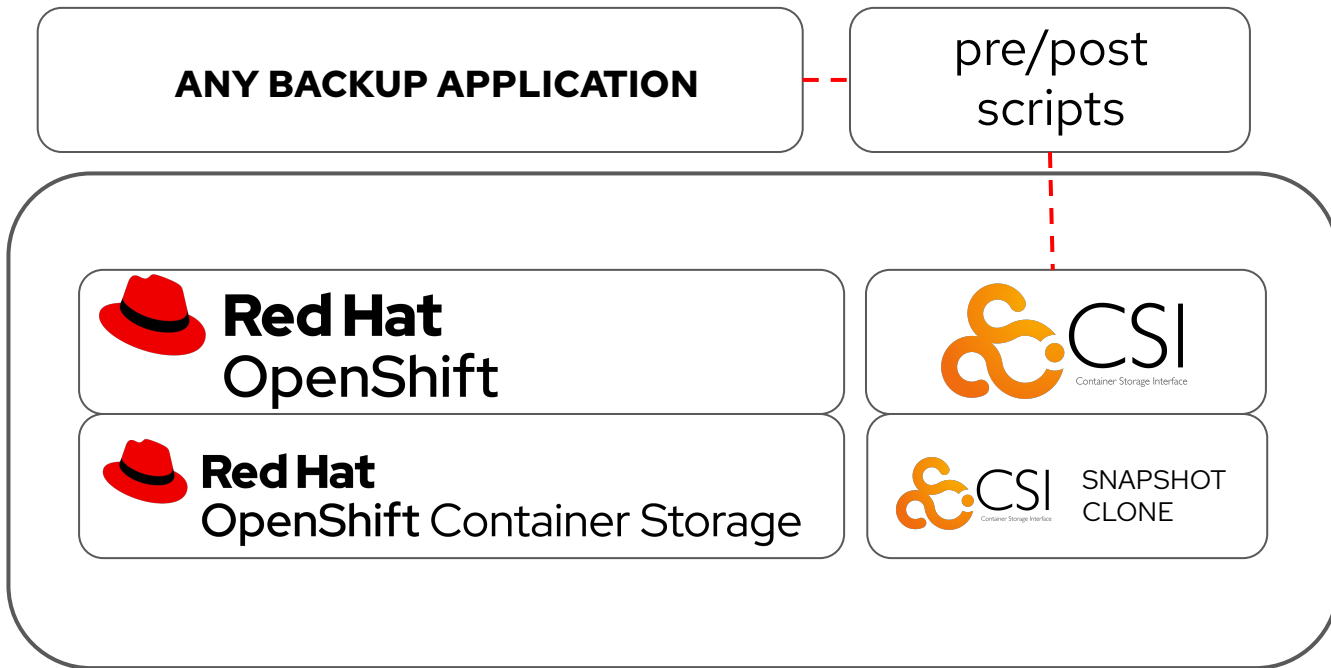 ANY BACKUP APPLICATION
pre/post
scripts
Red Hat
OpenShift
CSI
Container Storage Interface
Red Hat
OpenShift Container Storage
CSI
Container Storage Interface
SNAPSHOT
CLONE